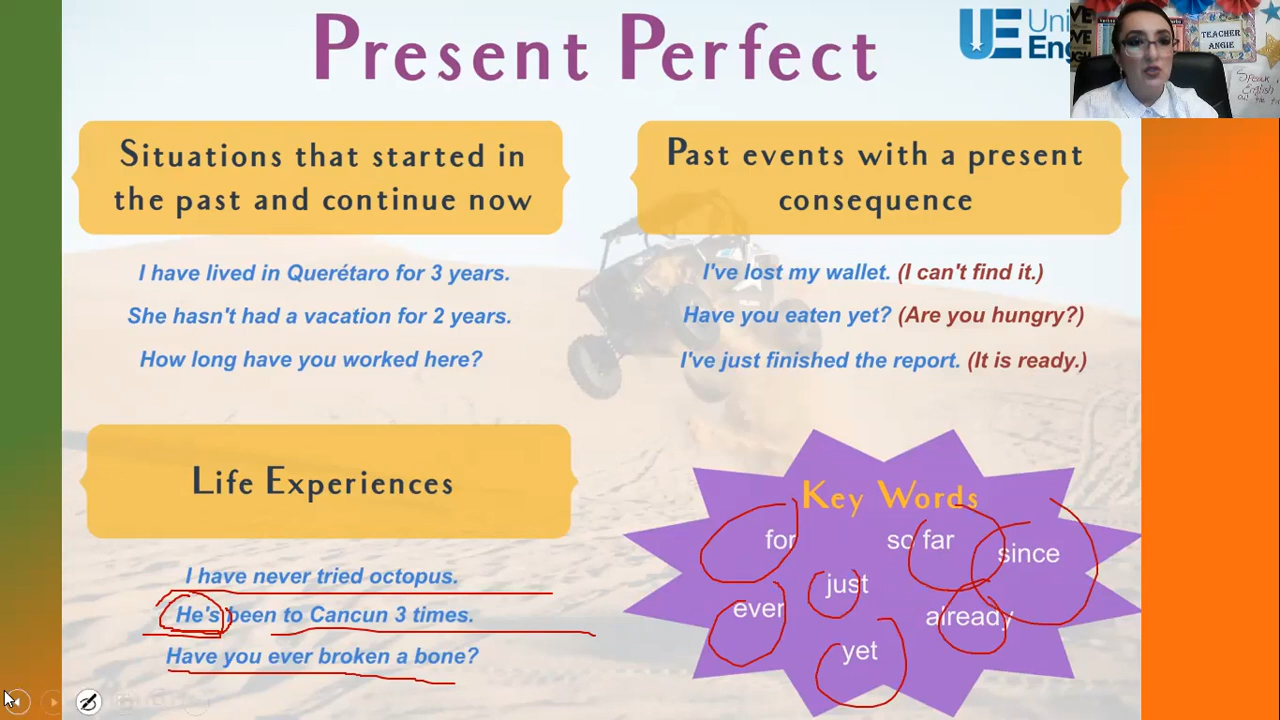 Present Perfect
UE Uni
Eng
TEACHER
ANGIE
Situations that started in
the past and continue now
I have lived in Querétaro for 3 years.
She hasn't had a vacation for 2 years.
How long have you worked here?
Past events with a present
consequence
I've lost my wallet. (I can't find it.)
Have you eaten yet? (Are you hungry?)
I've just finished the report. (It is ready.)
Life Experiences
I have never tried octopus.
He's been to Cancun 3 times.
Have you ever broken a bone?
Key Words
for
so far
since
just
ever
already
yet